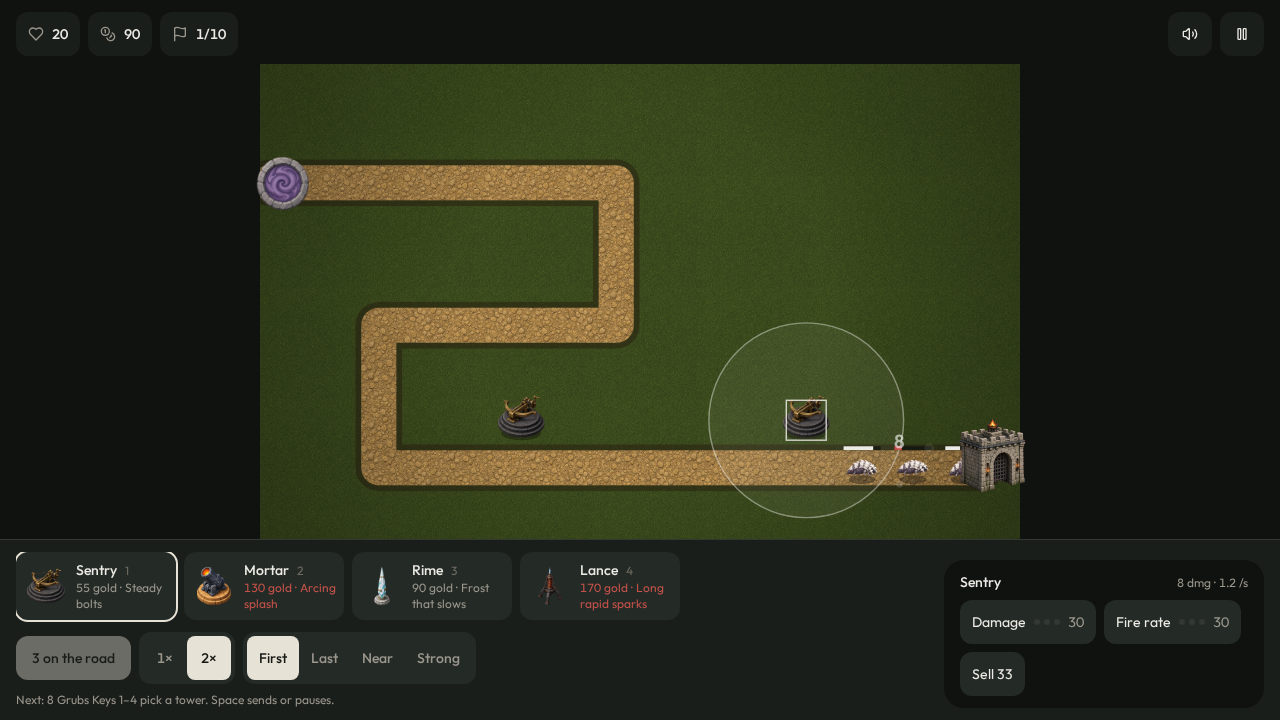 20
90
1/10
8
Sentry 1
55 gold · Steady
bolts
Mortar 2
130 gold · Arcing
splash
Rime 3
90 gold · Frost
that slows
Lance 4
170 gold · Long
rapid sparks
3 on the road
1×
2×
First
Last
Near
Strong
Next: 8 Grubs Keys 1–4 pick a tower. Space sends or pauses.
Sentry
8 dmg · 1.2 /s
Damage 30
Fire rate 30
Sell 33